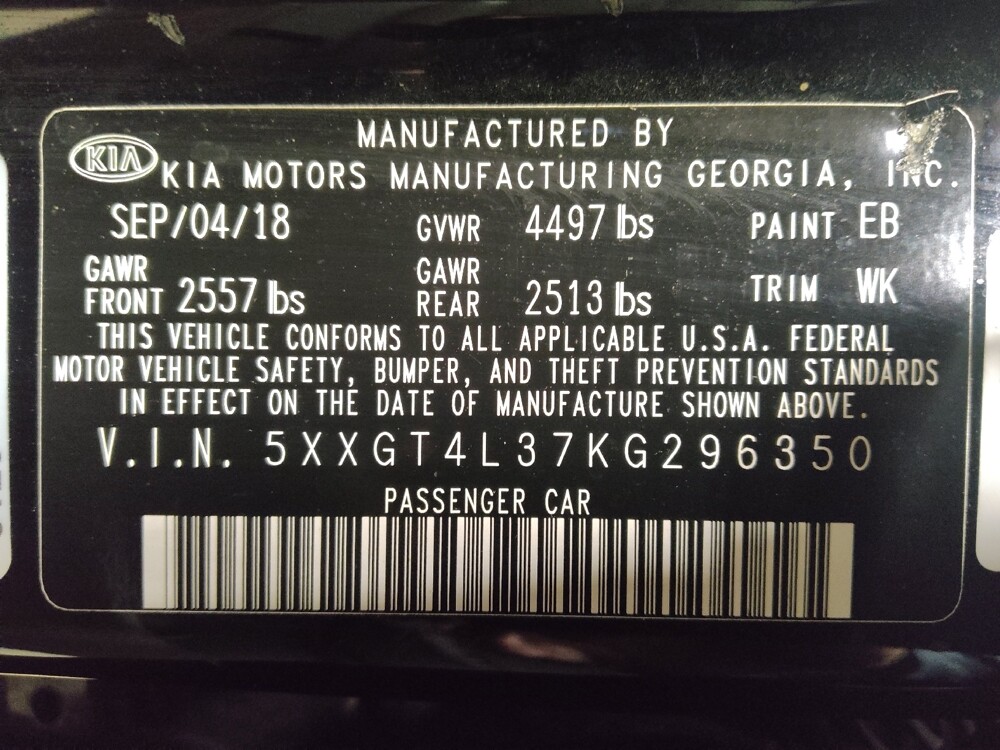 MANUFACTURED BY
KIA
KIA MOTORS MANUFACTURING GEORGIA, INC.
SEP/04/18 GVWR 4497 lbs PAINT EB
GAWR FRONT 2557 lbs GAWR REAR 2513 lbs TRIM WK
THIS VEHICLE CONFORMS TO ALL APPLICABLE U.S.A. FEDERAL
MOTOR VEHICLE SAFETY, BUMPER, AND THEFT PREVENTION STANDARDS
IN EFFECT ON THE DATE OF MANUFACTURE SHOWN ABOVE.
V.I.N. 5XXGT4L37KG296350
PASSENGER CAR